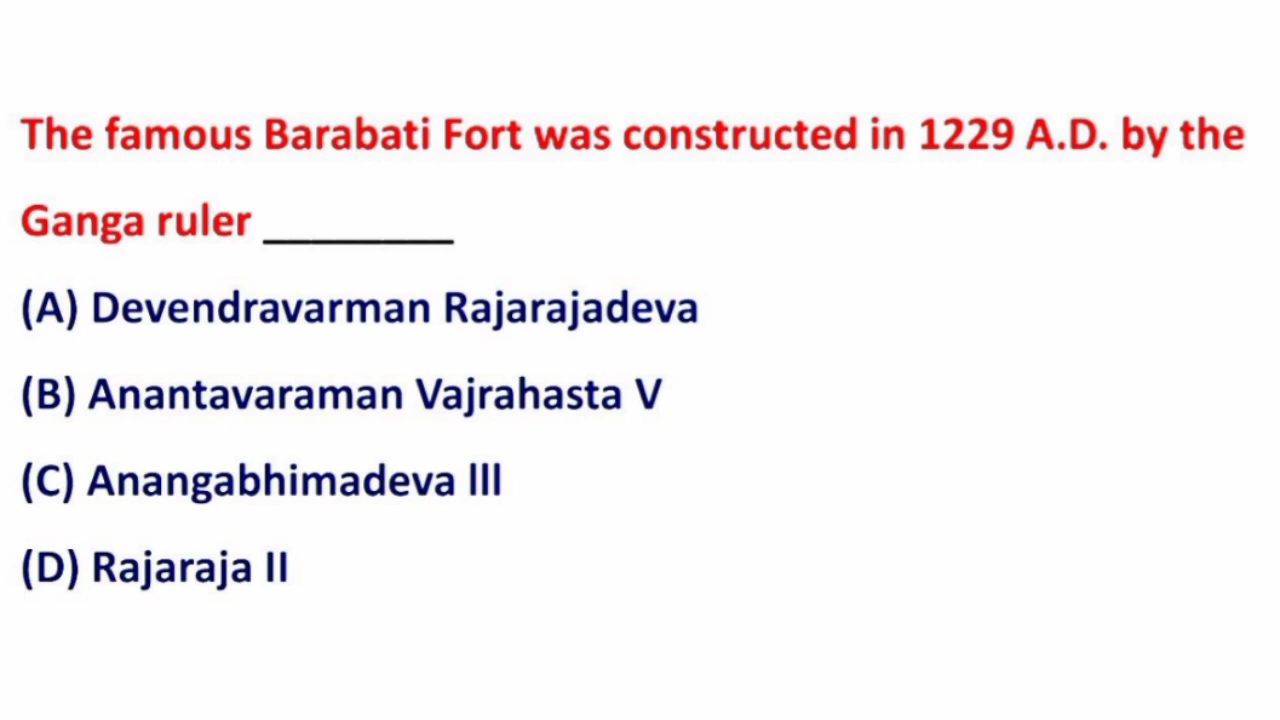 The famous Barabati Fort was constructed in 1229 A.D. by the
Ganga ruler ________
(A) Devendravarman Rajarajadeva
(B) Anantavaraman Vajrahasta V
(C) Anangabhimadeva lll
(D) Rajaraja II